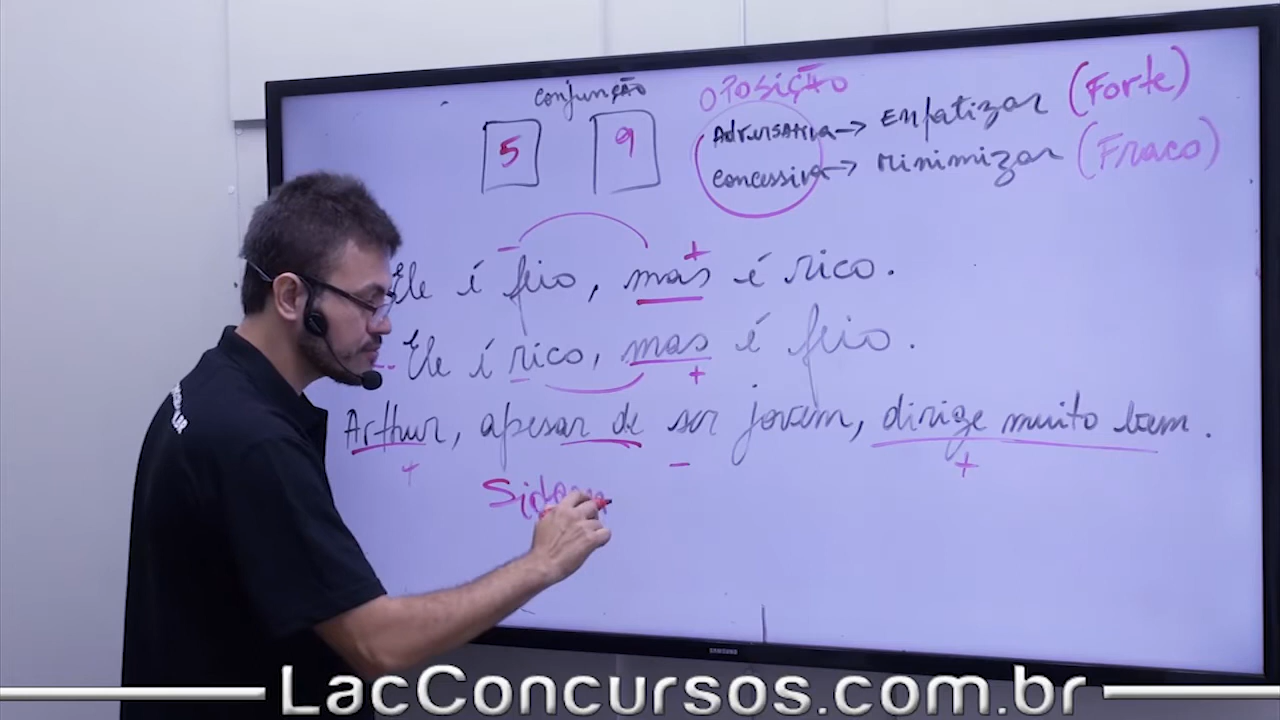 Conjunção
OPOSIÇÃO
5 9
Adversativa → Enfatizar (Forte)
Concessiva → Minimizar (Fraco)
- +
Ele é feio, mas é rico.
Ele é rico, mas é feio.
- +
Arthur, apesar de ser jovem, dirige muito bem.
+ - +
SAMSUNG
LacConcursos.com.br